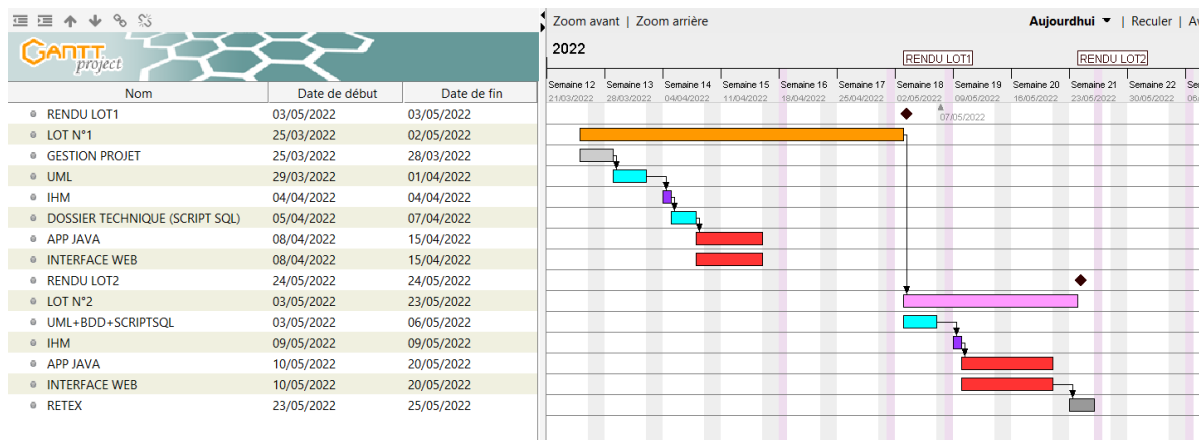 Zoom avant | Zoom arrière
Aujourd'hui ▼ | Reculer |
GANTT
project
2022
RENDU LOT1
RENDU LOT2
Nom Date de début Date de fin
Semaine 12 Semaine 13 Semaine 14 Semaine 15 Semaine 16 Semaine 17 Semaine 18 Semaine 19 Semaine 20 Semaine 21 Semaine 22
21/03/2022 28/03/2022 04/04/2022 11/04/2022 18/04/2022 25/04/2022 02/05/2022 09/05/2022 16/05/2022 23/05/2022 30/05/2022
07/05/2022
RENDU LOT1 03/05/2022 03/05/2022
LOT N°1 25/03/2022 02/05/2022
GESTION PROJET 25/03/2022 28/03/2022
UML 29/03/2022 01/04/2022
IHM 04/04/2022 04/04/2022
DOSSIER TECHNIQUE (SCRIPT SQL) 05/04/2022 07/04/2022
APP JAVA 08/04/2022 15/04/2022
INTERFACE WEB 08/04/2022 15/04/2022
RENDU LOT2 24/05/2022 24/05/2022
LOT N°2 03/05/2022 23/05/2022
UML+BDD+SCRIPTSQL 03/05/2022 06/05/2022
IHM 09/05/2022 09/05/2022
APP JAVA 10/05/2022 20/05/2022
INTERFACE WEB 10/05/2022 20/05/2022
RETEX 23/05/2022 25/05/2022